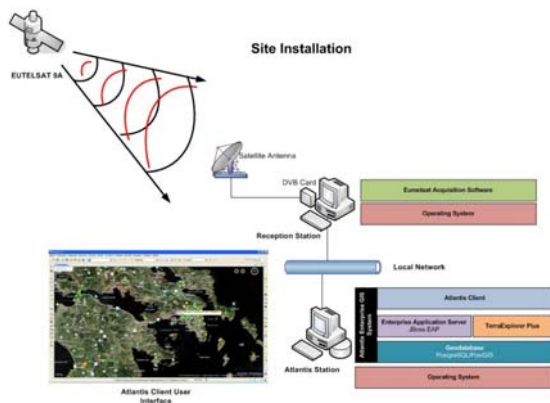 Site Installation
EUTELSAT 9A
Satellite Antenna
DVB Card
Reception Station
Eumetsat Acquisition Software
Operating System
Local Network
Atlantis Enterprise GIS
System
Atlantis Client
Enterprise Application Server
JBoss EAP
TerraExplorer Plus
Geodatabase
PostgreSQL/PostGIS
Operating System
Atlantis Station
Atlantis Client User
Interface